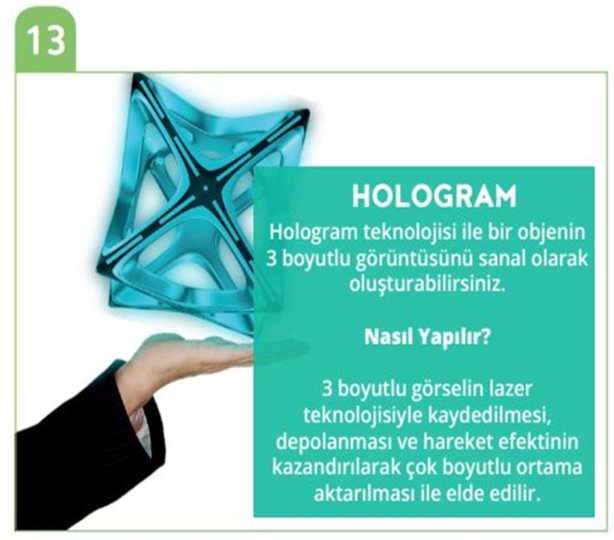 13
HOLOGRAM
Hologram teknolojisi ile bir objenin
3 boyutlu görüntüsünü sanal olarak
oluşturabilirsiniz.
Nasıl Yapılır?
3 boyutlu görselin lazer
teknolojisiyle kaydedilmesi,
depolanması ve hareket efektinin
kazandırılarak çok boyutlu ortama
aktarılması ile elde edilir.